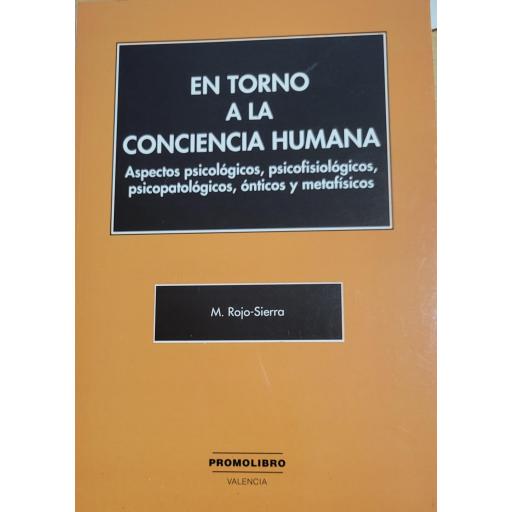 EN TORNO
A LA
CONCIENCIA HUMANA
Aspectos psicológicos, psicofisiológicos,
psicopatológicos, ónticos y metafísicos
M. Rojo-Sierra
PROMOLIBRO
VALENCIA